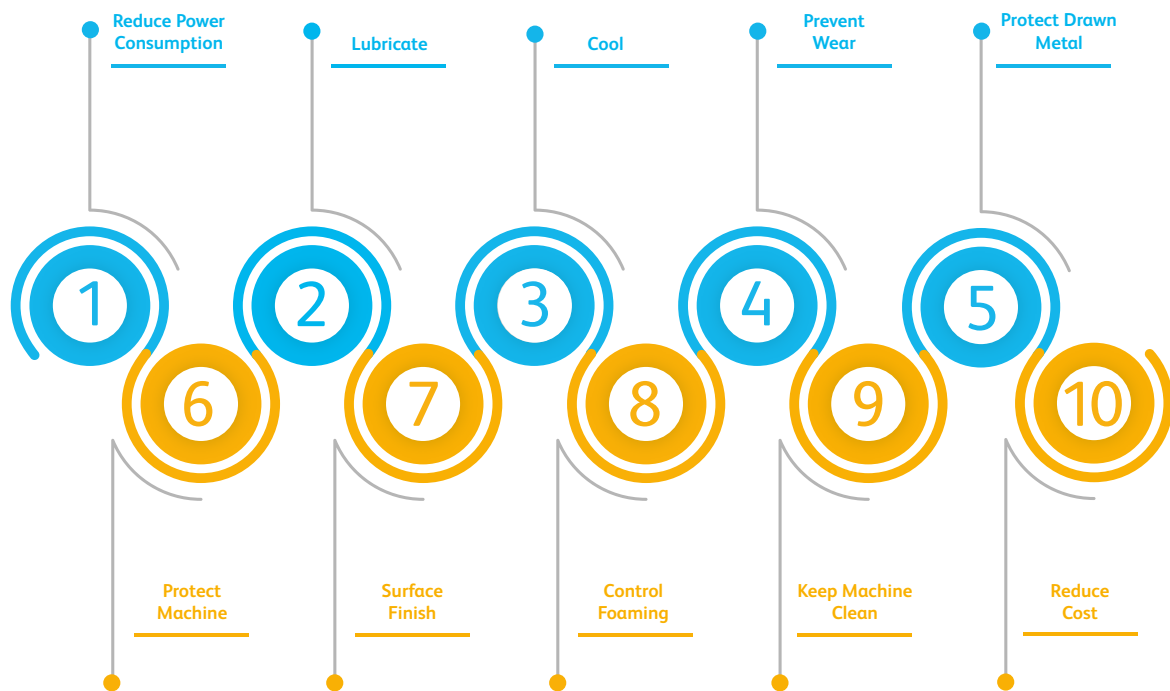 Reduce Power
Consumption
Lubricate
Cool
Prevent
Wear
Protect Drawn
Metal
1
2
3
4
5
6
7
8
9
10
Protect
Machine
Surface
Finish
Control
Foaming
Keep Machine
Clean
Reduce
Cost